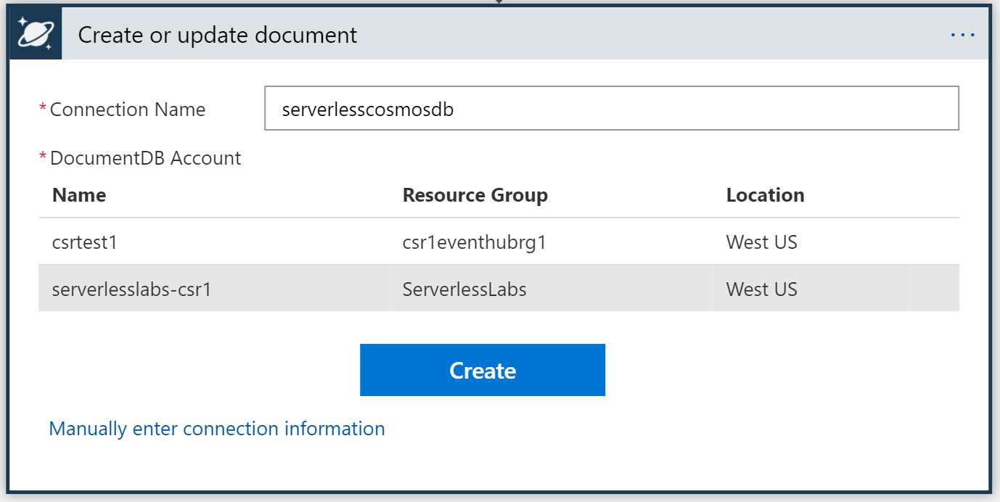 Create or update document ...
*Connection Name serverlesscosmosdb
*DocumentDB Account
Name Resource Group Location
csrtest1 csr1eventhubrg1 West US
serverlesslabs-csr1 ServerlessLabs West US
Create
Manually enter connection information